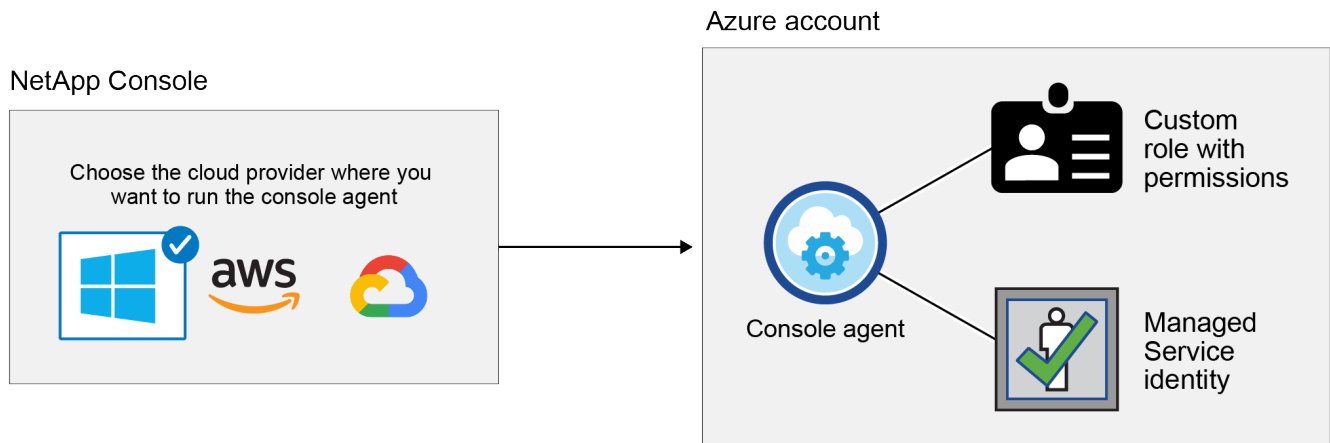 Azure account
NetApp Console
Choose the cloud provider where you
want to run the console agent
aws
Console agent
Custom
role with
permissions
Managed
Service
identity